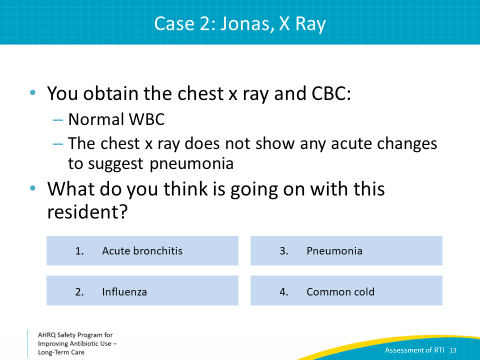 Case 2: Jonas, X Ray
• You obtain the chest x ray and CBC:
– Normal WBC
– The chest x ray does not show any acute changes
to suggest pneumonia
• What do you think is going on with this
resident?
1. Acute bronchitis
3. Pneumonia
2. Influenza
4. Common cold
AHRQ Safety Program for
Improving Antibiotic Use –
Long-Term Care
Assessment of RTI 13